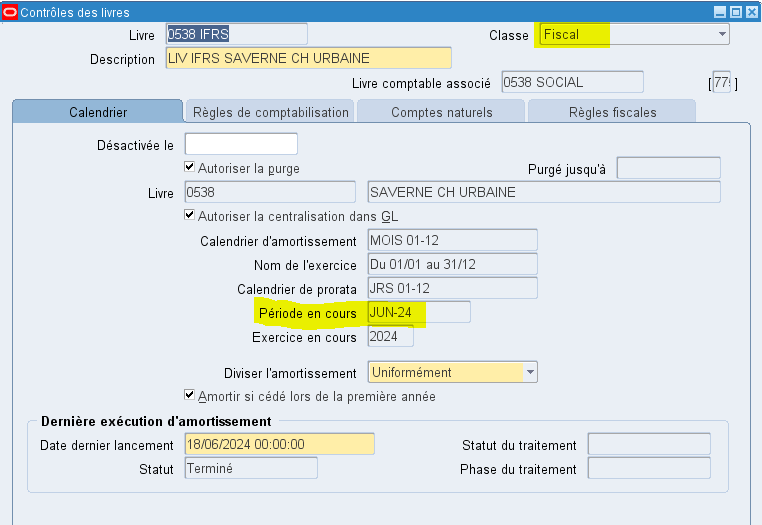 Contrôles des livres
Livre 0538 IFRS Classe Fiscal
Description LIV IFRS SAVERNE CH URBAINE
Livre comptable associé 0538 SOCIAL [ ]
Calendrier Règles de comptabilisation Comptes naturels Règles fiscales
Désactivée le
Autoriser la purge Purgé jusqu'à
Livre 0538 SAVERNE CH URBAINE
Autoriser la centralisation dans GL
Calendrier d'amortissement MOIS 01-12
Nom de l'exercice Du 01/01 au 31/12
Calendrier de prorata JRS 01-12
Période en cours JUN-24
Exercice en cours 2024
Diviser l'amortissement Uniformément
Amortir si cédé lors de la première année
Dernière exécution d'amortissement
Date dernier lancement 18/06/2024 00:00:00 Statut du traitement
Statut Terminé Phase du traitement